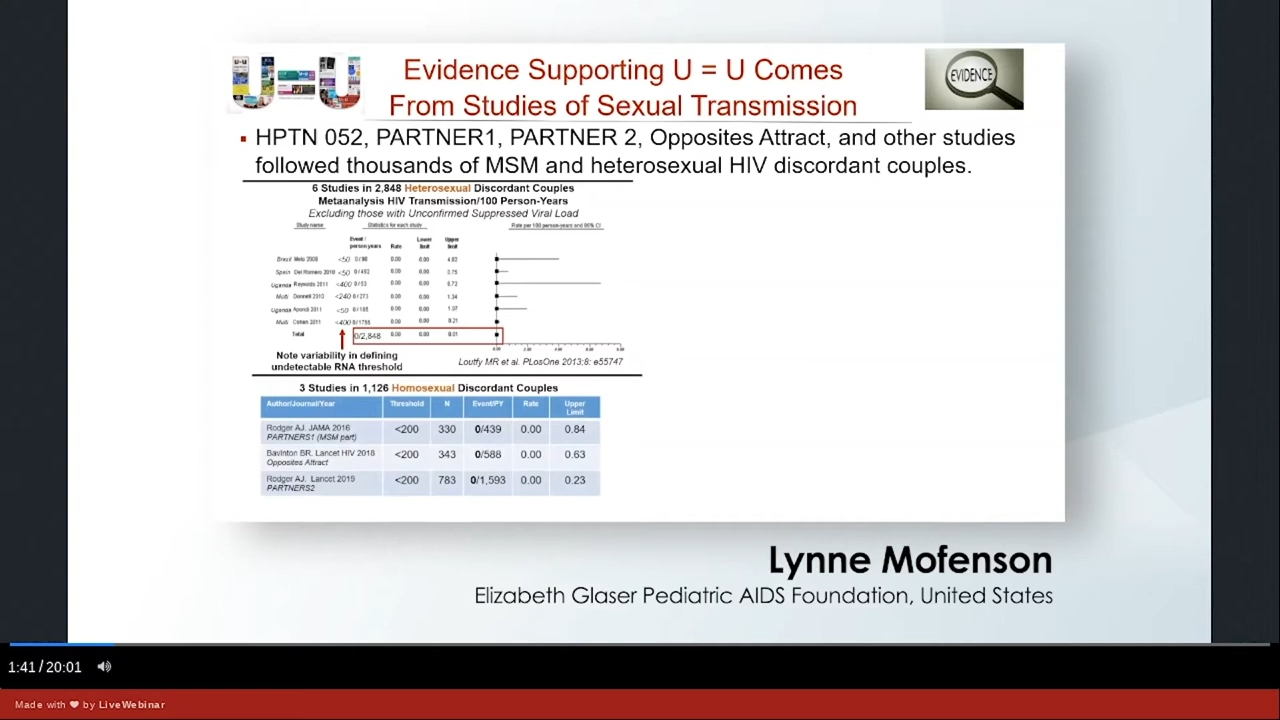 U=U
Evidence Supporting U = U Comes
From Studies of Sexual Transmission
EVIDENCE
▪ HPTN 052, PARTNER1, PARTNER 2, Opposites Attract, and other studies
followed thousands of MSM and heterosexual HIV discordant couples.
6 Studies in 2,848 Heterosexual Discordant Couples
Metaanalysis HIV Transmission/100 Person-Years
Excluding those with Unconfirmed Suppressed Viral Load
Study name Statistics for each study Rate per 100 person-years and 95% CI
Event / person years Rate Lower limit Upper limit
Brazil Melo 2008 <50 0/98 0.00 0.00
Spain Del Romero 2010 <50 0/492 0.00 0.00 0.75
Uganda Reynolds 2011 <400 0/53 0.00 0.00
Multi Donnell 2010 <240 0/273 0.00 0.00 1.34
Uganda Apondi 2011 <50 0.00 0.00
Multi Cohen 2011 <400 0.00 0.00 0.21
Total 0/2,848 0.00 0.00 0.01
Note variability in defining
undetectable RNA threshold
Loutfy MR et al. PLosOne 2013;8: e55747
3 Studies in 1,126 Homosexual Discordant Couples
Author/Journal/Year Threshold N Event/PY Rate Upper Limit
Rodger AJ. JAMA 2016 <200 330 0/439 0.00 0.84
PARTNERS1 (MSM part)
Bavinton BR, Lancet HIV 2018 <200 343 0/588 0.00 0.63
Opposites Attract
Rodger AJ. Lancet 2019 <200 783 0/1,593 0.00 0.23
PARTNERS2
Lynne Mofenson
Elizabeth Glaser Pediatric AIDS Foundation, United States
1:41 / 20:01
Made with ❤ by LiveWebinar